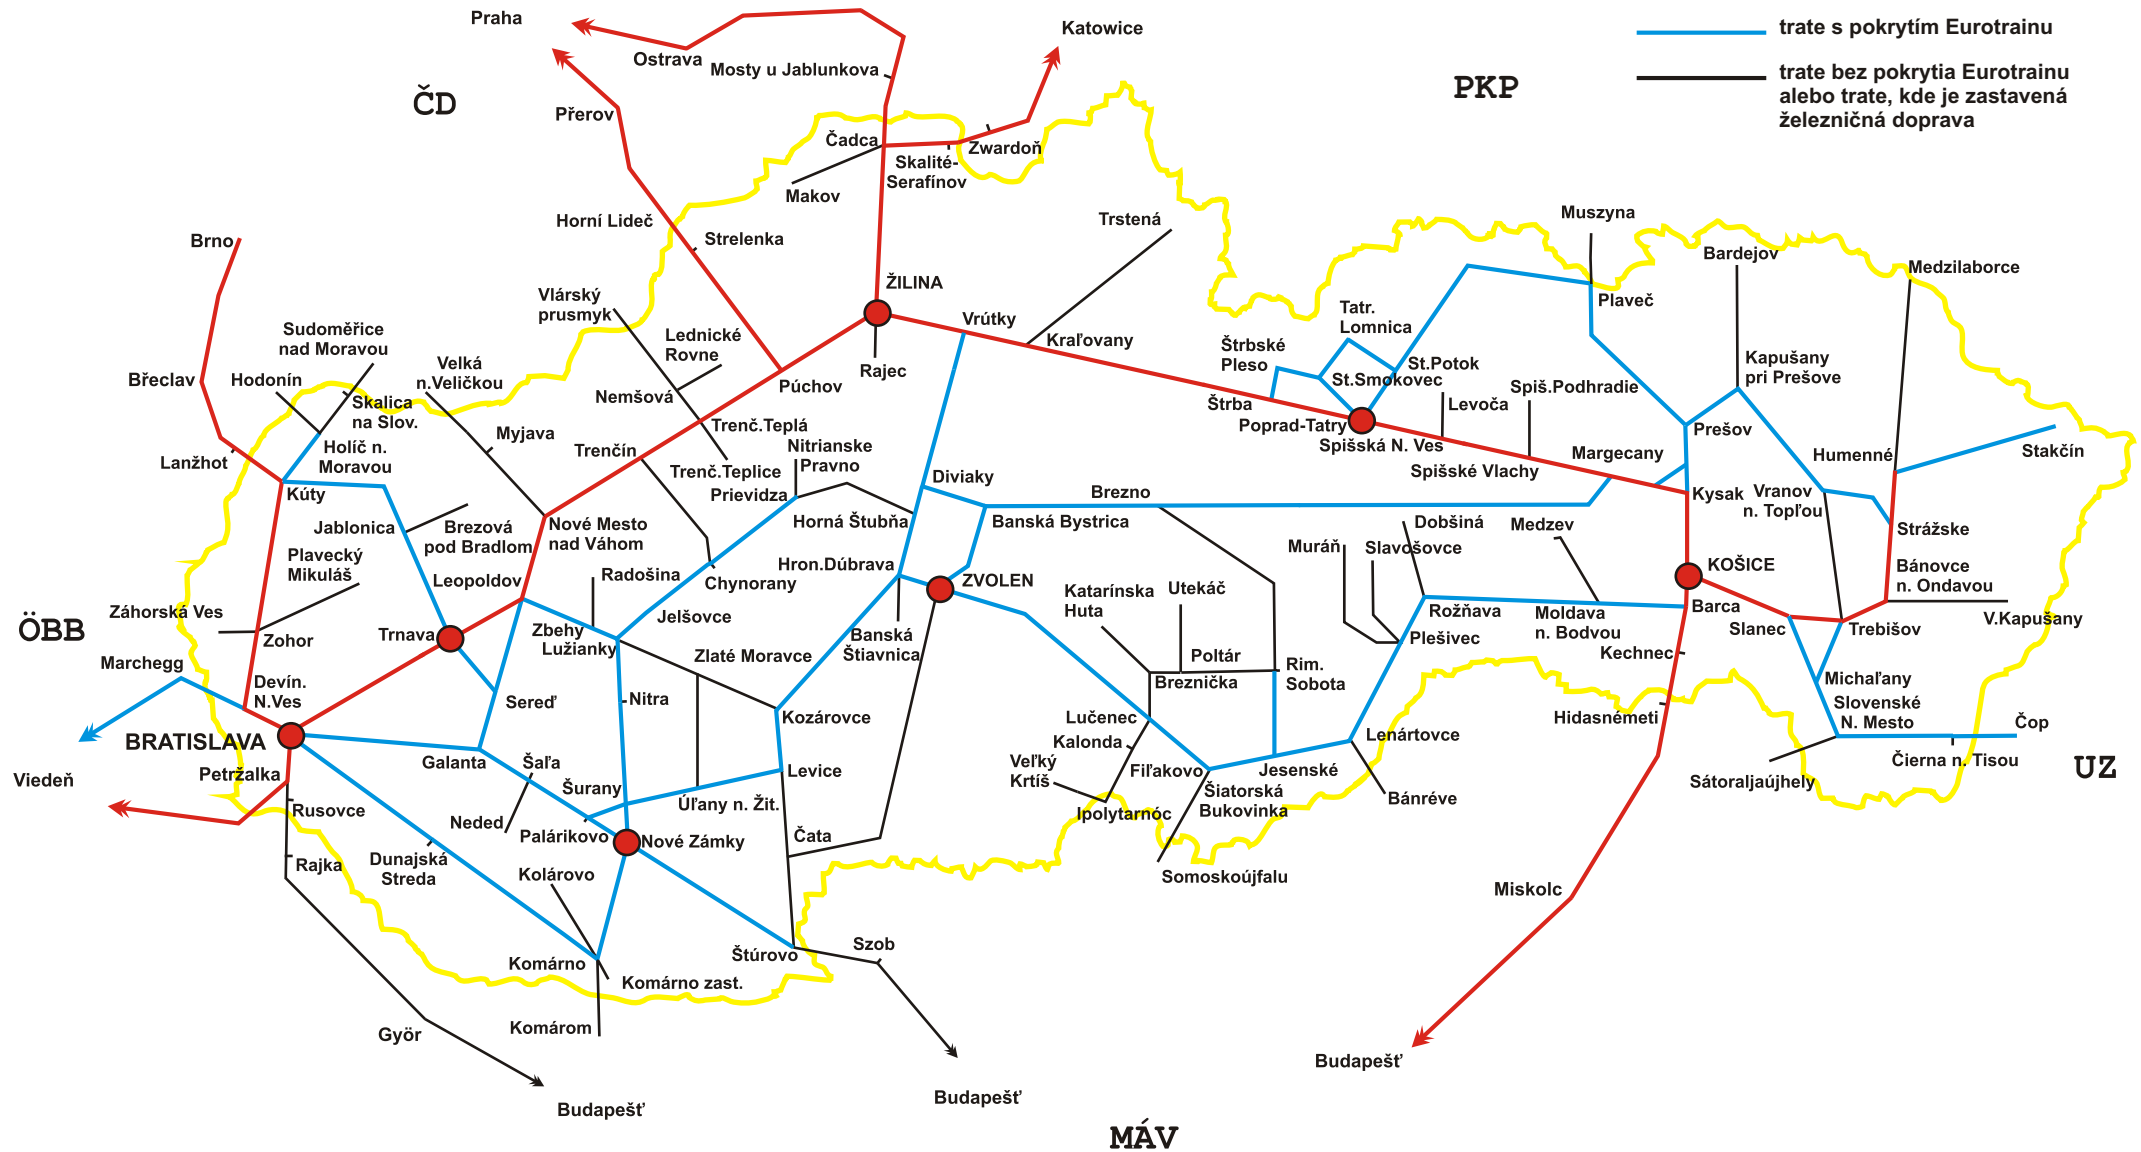 Praha
Katowice
trate s pokrytím Eurotrainu
Ostrava
Mosty u Jablunkova
trate bez pokrytia Eurotrainu
alebo trate, kde je zastavená
železničná doprava
ČD
PKP
Přerov
Čadca
Skalité-
Serafínov
Zwardoň
Makov
Horní Lideč
Strelenka
Trstená
Muszyna
Brno
Bardejov
Medzilaborce
ŽILINA
Vlárský
prusmyk
Plaveč
Sudoměřice
nad Moravou
Lednické
Rovne
Vrútky
Kraľovany
Tatr.
Lomnica
Štrbské
Pleso
Velká
n.Veličkou
Rajec
St.Potok
St.Smokovec
Kapušany
pri Prešove
Břeclav
Hodonín
Púchov
Spiš.Podhradie
Nemšová
Skalica
na Slov.
Štrba
Levoča
Poprad-Tatry
Spišská N. Ves
Myjava
Trenč.Teplá
Prešov
Holíč n.
Moravou
Trenčín
Nitrianske
Pravno
Lanžhot
Trenč.Teplice
Spišské Vlachy
Margecany
Humenné
Stakčín
Kúty
Prievidza
Diviaky
Brezno
Kysak
Vranov
n. Topľou
Jablonica
Brezová
pod Bradlom
Nové Mesto
nad Váhom
Horná Štubňa
Banská Bystrica
Dobšiná
Medzev
Strážske
Plavecký
Mikuláš
Muráň
Slavošovce
Leopoldov
Radošina
Chynorany
Hron.Dúbrava
ZVOLEN
KOŠICE
Bánovce
n. Ondavou
Záhorská Ves
Katarínska
Huta
Utekáč
Rožňava
Moldava
n. Bodvou
Barca
Slanec
Trebišov
V.Kapušany
ÖBB
Zohor
Trnava
Zbehy
Lužianky
Jelšovce
Banská
Štiavnica
Plešivec
Kechnec
Marchegg
Zlaté Moravce
Poltár
Breznička
Rim.
Sobota
Michaľany
Devín.
N.Ves
Sereď
Nitra
Kozárovce
Lučenec
Kalonda
Hidasnémeti
Slovenské
N. Mesto
Čop
BRATISLAVA
Lenártovce
Viedeň
Petržalka
Galanta
Šaľa
Šurany
Levice
Veľký
Krtíš
Fiľakovo
Jesenské
Čierna n. Tisou
UZ
Sátoraljaújhely
Rusovce
Úľany n. Žit.
Šiatorská
Bukovinka
Bánréve
Neded
Palárikovo
Nové Zámky
Čata
Ipolytarnóc
Rajka
Dunajská
Streda
Kolárovo
Somoskoújfalu
Miskolc
Komárno
Štúrovo
Szob
Komárno zast.
Györ
Komárom
Budapešť
Budapešť
Budapešť
MÁV